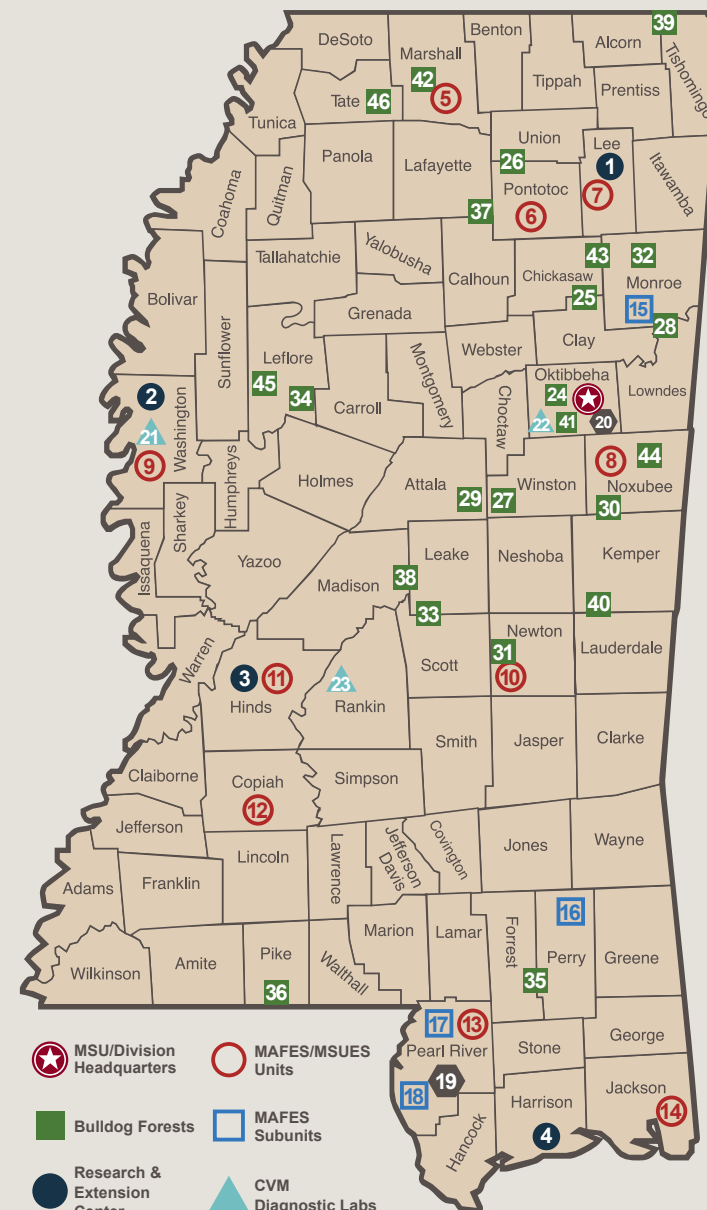 39
DeSoto
Benton
Alcorn
Marshall
Tishomingo
42
Tippah
Prentiss
Tate
46
5
Tunica
Union
Lee
Panola
Lafayette
26
1
Coahoma
Quitman
Pontotoc
7
Itawamba
37
6
Yalobusha
43
32
Tallahatchie
Calhoun
Chickasaw
Monroe
Bolivar
25
15
Grenada
28
Sunflower
Clay
Leflore
Webster
Montgomery
Oktibbeha
45
34
Carroll
Choctaw
24
Lowndes
2
22
41
20
21
Washington
9
Humphreys
Holmes
Attala
8
44
29
27
Winston
Noxubee
30
Issaquena
Sharkey
Yazoo
Leake
Neshoba
Kemper
Madison
38
33
40
Newton
Warren
31
Lauderdale
3
11
23
Scott
10
Hinds
Rankin
Smith
Jasper
Clarke
Claiborne
Copiah
Simpson
12
Jefferson
Lawrence
Jefferson
Davis
Covington
Jones
Wayne
Lincoln
Adams
Franklin
16
Marion
Lamar
Forrest
Perry
Greene
Pike
Amite
Walthall
Wilkinson
36
35
17
13
George
Pearl River
Stone
19
18
Jackson
Harrison
14
Hancock
4
MSU/Division
Headquarters
MAFES/MSUES
Units
Bulldog Forests
MAFES
Subunits
Research &
Extension
Center
CVM
Diagnostic Labs